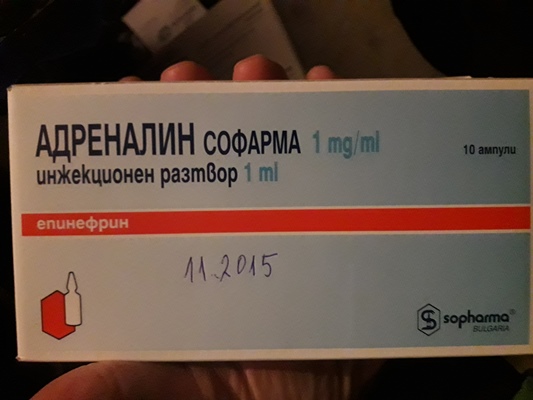 АДРЕНАЛИН СОФАРМА 1 mg/ml
10 ампули
инжекционен разтвор 1 ml
епинефрин
11.2015
sopharma®
BULGARIA